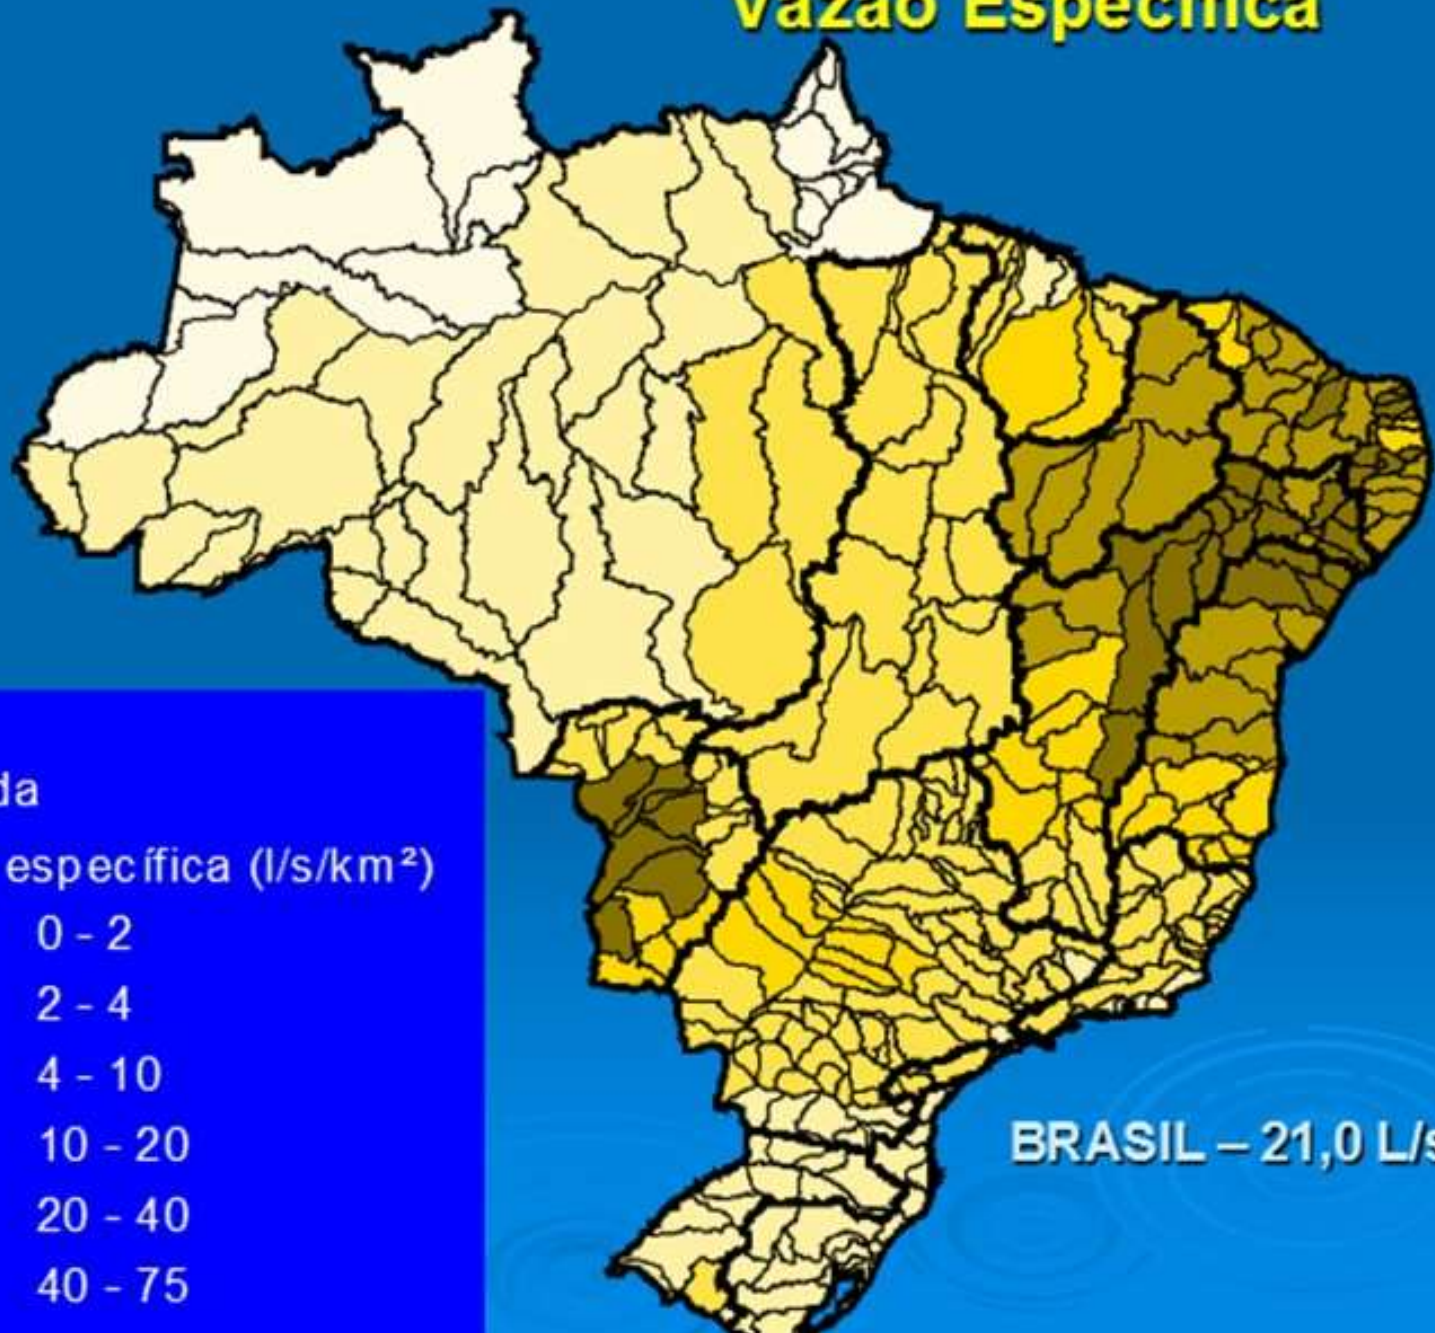 Vazão Específica
da
específica (l/s/km²)
0 - 2
2 - 4
4 - 10
10 - 20
20 - 40
40 - 75
BRASIL – 21,0 L/s